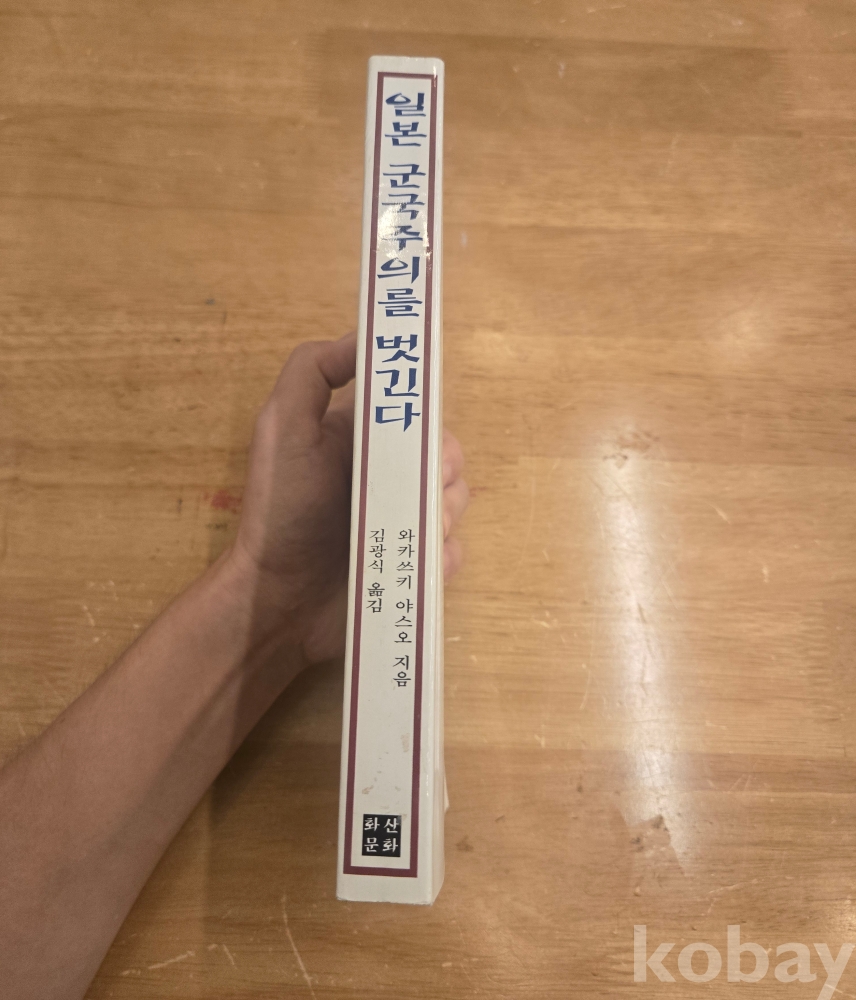 일본 군국주의를 벗긴다
와카쓰키 야스오 지음
김광식 옮김
화산
문화
kobay